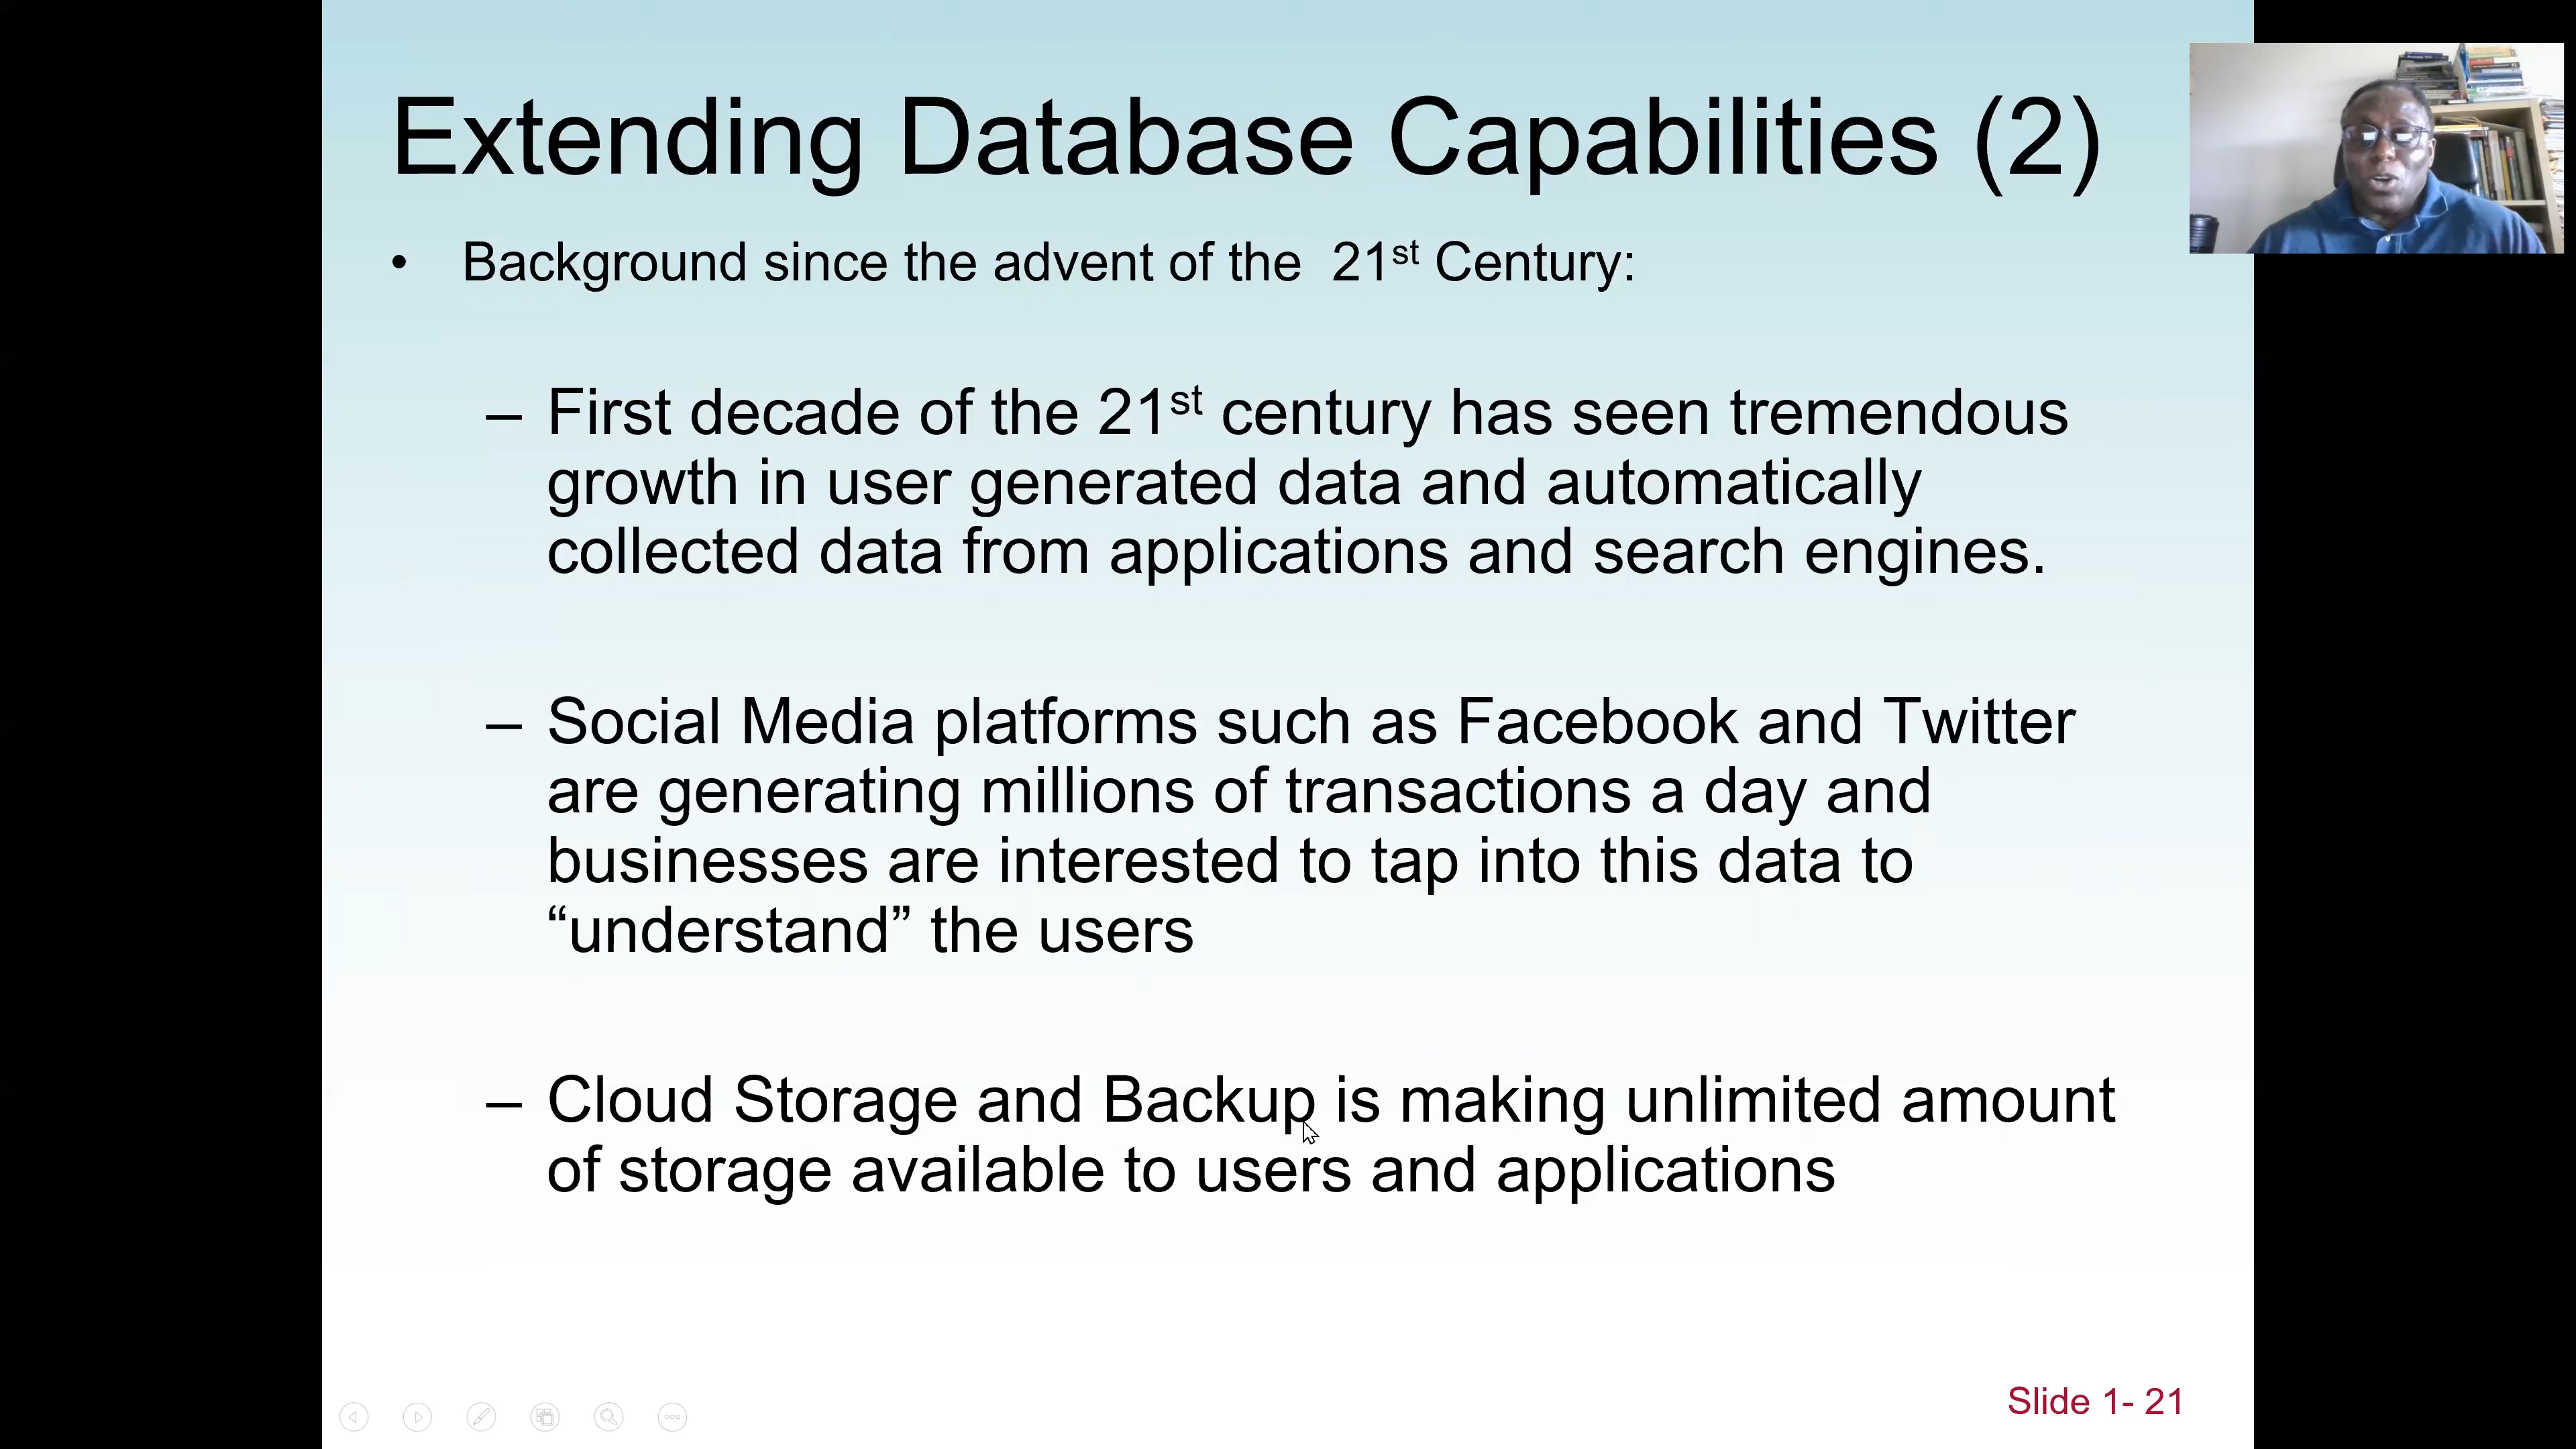 Extending Database Capabilities (2)
• Background since the advent of the 21st Century:
– First decade of the 21st century has seen tremendous
growth in user generated data and automatically
collected data from applications and search engines.
– Social Media platforms such as Facebook and Twitter
are generating millions of transactions a day and
businesses are interested to tap into this data to
“understand” the users
– Cloud Storage and Backup is making unlimited amount
of storage available to users and applications
Slide 1- 21